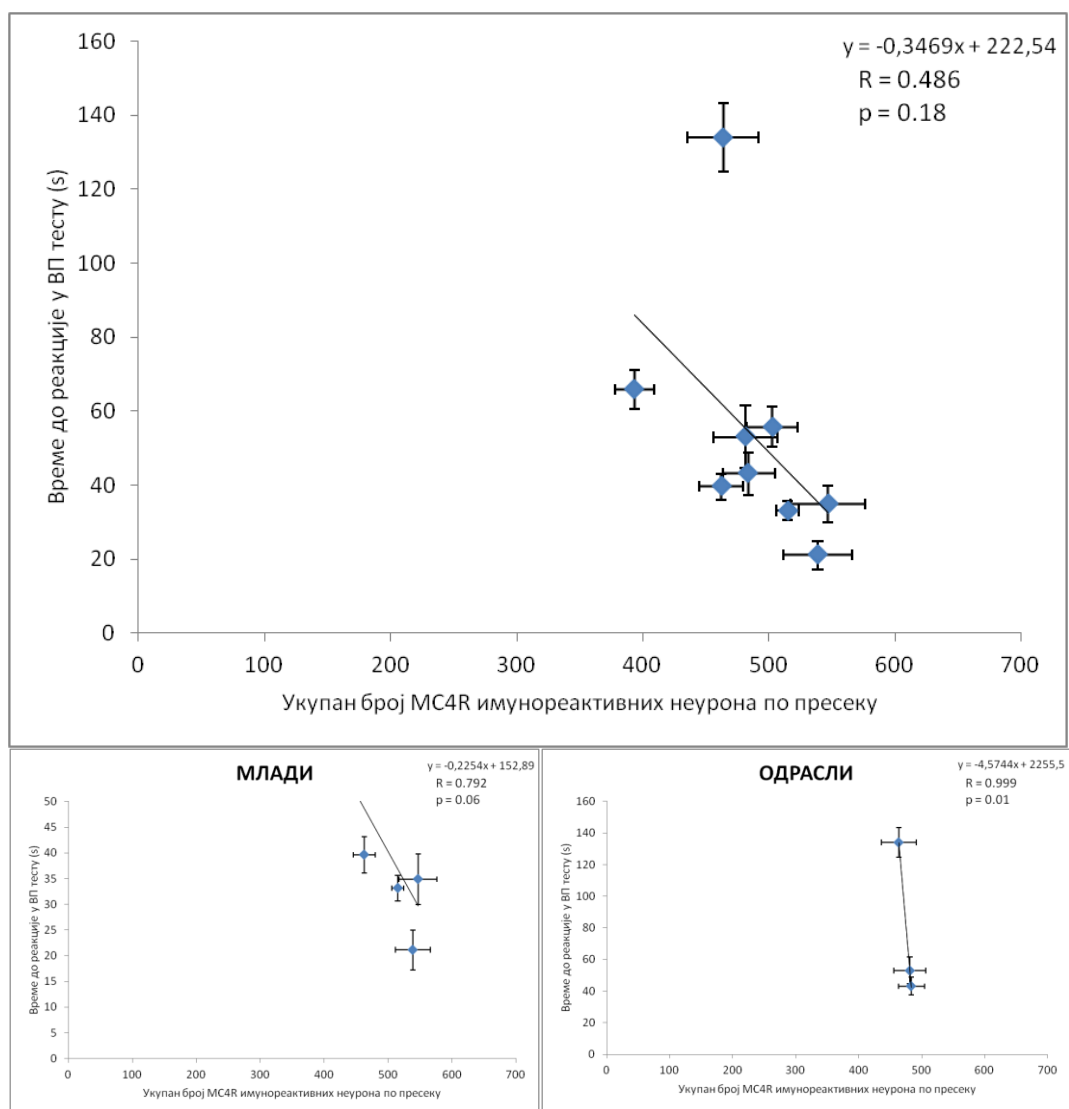 y = -0,3469x + 222,54
R = 0.486
p = 0.18
Време до реакције у ВП тесту (s)
160
140
120
100
80
60
40
20
0
0 100 200 300 400 500 600 700
Укупан број MC4R имунореактивних неурона по пресеку
МЛАДИ
y = -0,2254x + 152,89
R = 0.792
p = 0.06
Време до реакције у ВП тесту (s)
50
45
40
35
30
25
20
15
10
5
0
0 100 200 300 400 500 600 700
Укупан број MC4R имунореактивних неурона по пресеку
ОДРАСЛИ
y = -4,5744x + 2255,5
R = 0.999
p = 0.01
Време до реакције у ВП тесту (s)
160
140
120
100
80
60
40
20
0
0 100 200 300 400 500 600 700
Укупан број MC4R имунореактивних неурона по пресеку